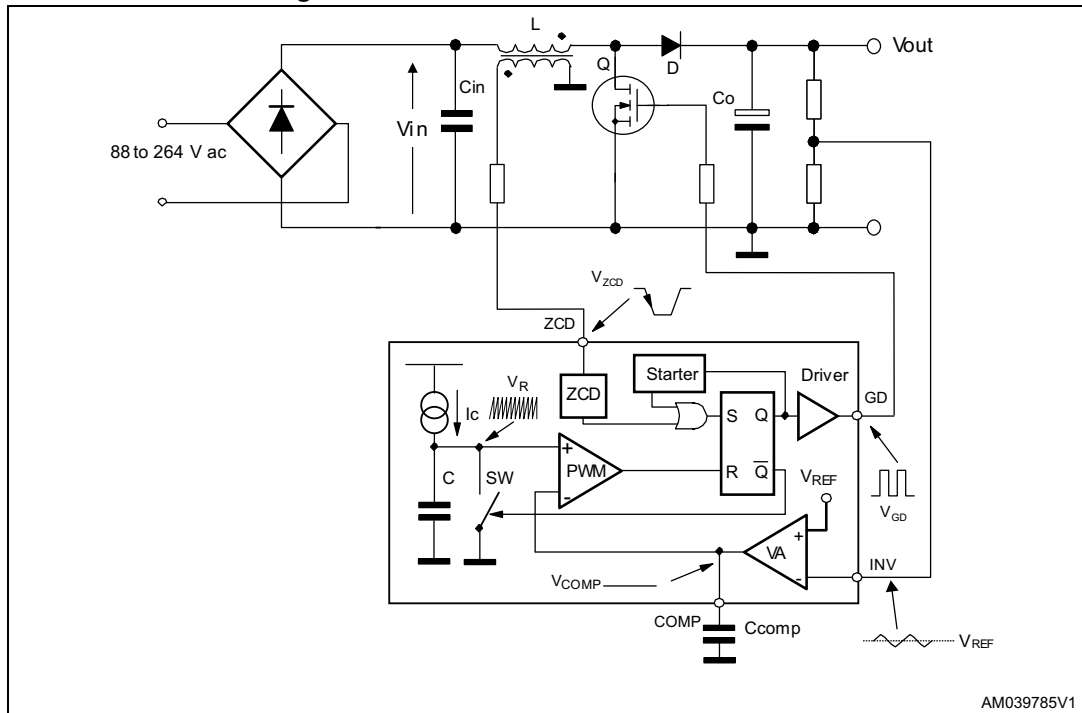 L
Vout
Q
D
Cin
Co
Vin
88 to 264 V ac
VZCD
ZCD
Starter
Driver
GD
VR
ZCD
Ic
S Q
+
PWM
-
R Q
C
SW
VREF
VGD
+
VA
-
INV
VCOMP
COMP
Ccomp
VREF
AM039785V1